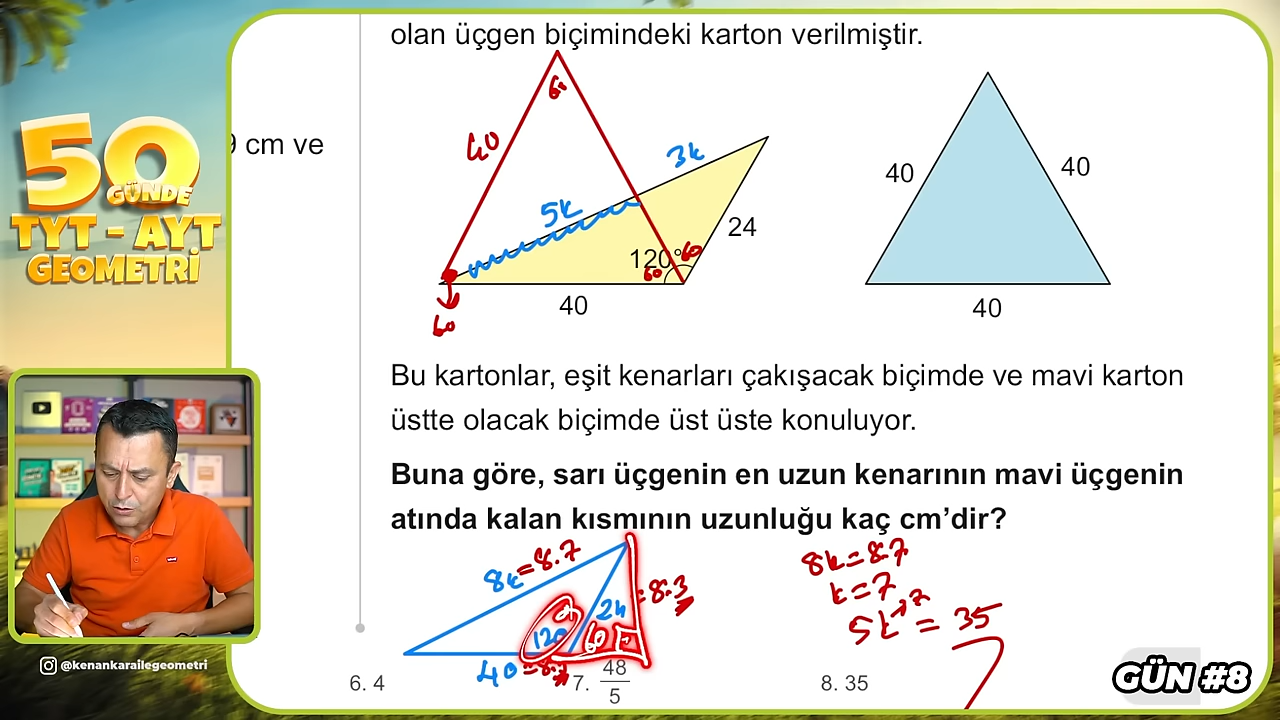 olan üçgen biçimindeki karton verilmiştir.
9 cm ve
50
GÜNDE
TYT - AYT
GEOMETRİ
60
40
3k
5k
24
120°
60
60
40
60
40
40
40
Bu kartonlar, eşit kenarları çakışacak biçimde ve mavi karton
üstte olacak biçimde üst üste konuluyor.
Buna göre, sarı üçgenin en uzun kenarının mavi üçgenin
atında kalan kısmının uzunluğu kaç cm'dir?
8k = 8.7
24
= 8.3
120
60
40
8k = 8.7
k = 7
5k = 35
6. 4
7. 48/5
8. 35
@kenankarailegeometri
GÜN #8